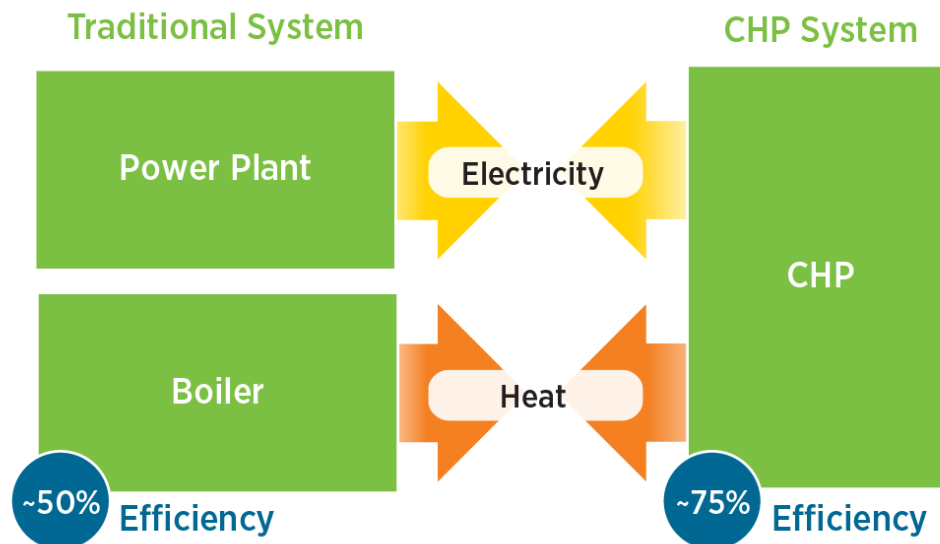 Traditional System
CHP System
Power Plant
Electricity
CHP
Boiler
Heat
~50%
Efficiency
~75%
Efficiency